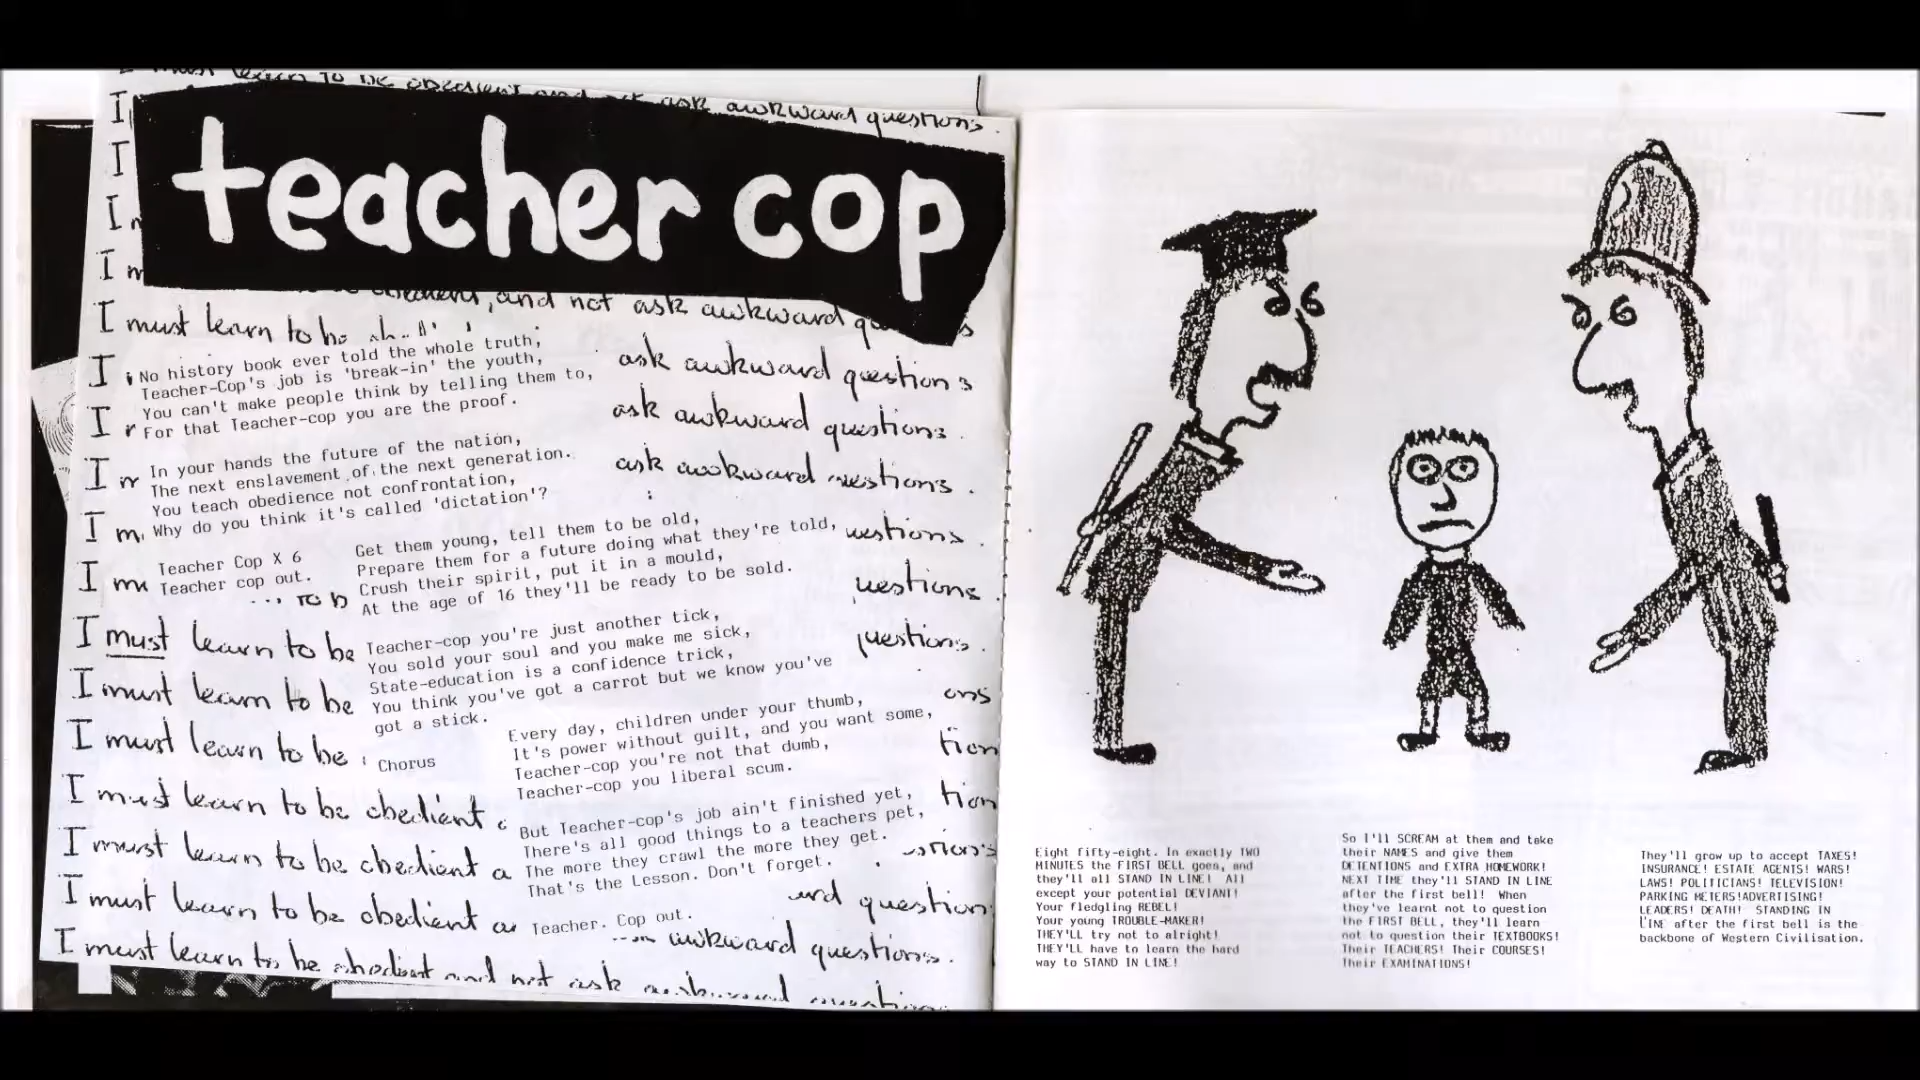 must learn to be obedient and not ask awkward questions.
I
I
I
I m
teacher cop
obedient, and not ask awkward
I must learn to be
I
No history book ever told the whole truth;
Teacher-Cop's job is 'break-in' the youth,
You can't make people think by telling them to,
For that Teacher-cop you are the proof.
ask awkward questions
I
ask awkward questions.
I
In your hands the future of the nation,
The next enslavement of the next generation.
You teach obedience not confrontation,
Why do you think it's called 'dictation'?
ask awkward questions.
I m
Teacher Cop X 6
Teacher cop out.
I mu
Get them young, tell them to be old,
Prepare them for a future doing what they're told,
Crush their spirit, put it in a mould,
At the age of 16 they'll be ready to be sold.
uestions.
uestions.
I must learn to be
Teacher-cop you're just another tick,
You sold your soul and you make me sick,
State-education is a confidence trick,
You think you've got a carrot but we know you've
got a stick.
uestions.
I must learn to be
ons
I must learn to be
Chorus
Every day, children under your thumb,
It's power without guilt, and you want some,
Teacher-cop you're not that dumb,
Teacher-cop you liberal scum.
tion
I must learn to be obedient
But Teacher-cop's job ain't finished yet,
There's all good things to a teachers pet,
The more they crawl the more they get.
That's the Lesson. Don't forget.
tion
I must learn to be obedient a
I must learn to be obedient a
Teacher. Cop out.
question
I must learn to be obedient and not ask
awkward questions.
Eight fifty-eight. In exactly TWO
MINUTES the FIRST BELL goes, and
they'll all STAND IN LINE! All
except your potential DEVIANT!
Your fledgling REBEL!
Your young TROUBLE-MAKER!
THEY'LL try not to alright!
THEY'LL have to learn the hard
way to STAND IN LINE!
So I'll SCREAM at them and take
their NAMES and give them
DETENTIONS and EXTRA HOMEWORK!
NEXT TIME they'll STAND IN LINE
after the first bell! When
they've learnt not to question
the FIRST BELL, they'll learn
not to question their TEXTBOOKS!
Their TEACHERS! Their COURSES!
Their EXAMINATIONS!
They'll grow up to accept TAXES!
INSURANCE! ESTATE AGENTS! WARS!
LAWS! POLITICIANS! TELEVISION!
PARKING METERS!ADVERTISING!
LEADERS! DEATH! STANDING IN
LINE after the first bell is the
backbone of Western Civilisation.